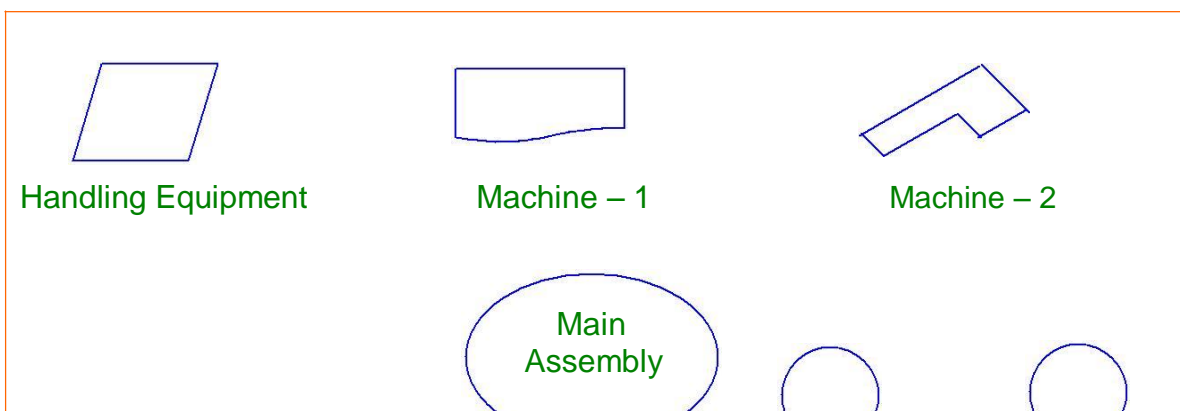 Handling Equipment
Machine – 1
Machine – 2
Main
Assembly